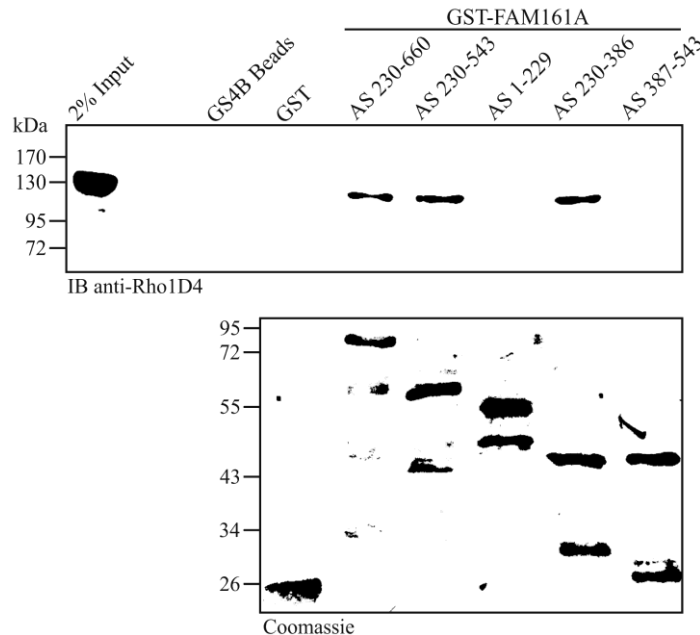 GST-FAM161A
2% Input
GS4B Beads
GST
AS 230-660
AS 230-543
AS 1-229
AS 230-386
AS 387-543
kDa
170
130
95
72
IB anti-Rho1D4
95
72
55
43
34
26
Coomassie